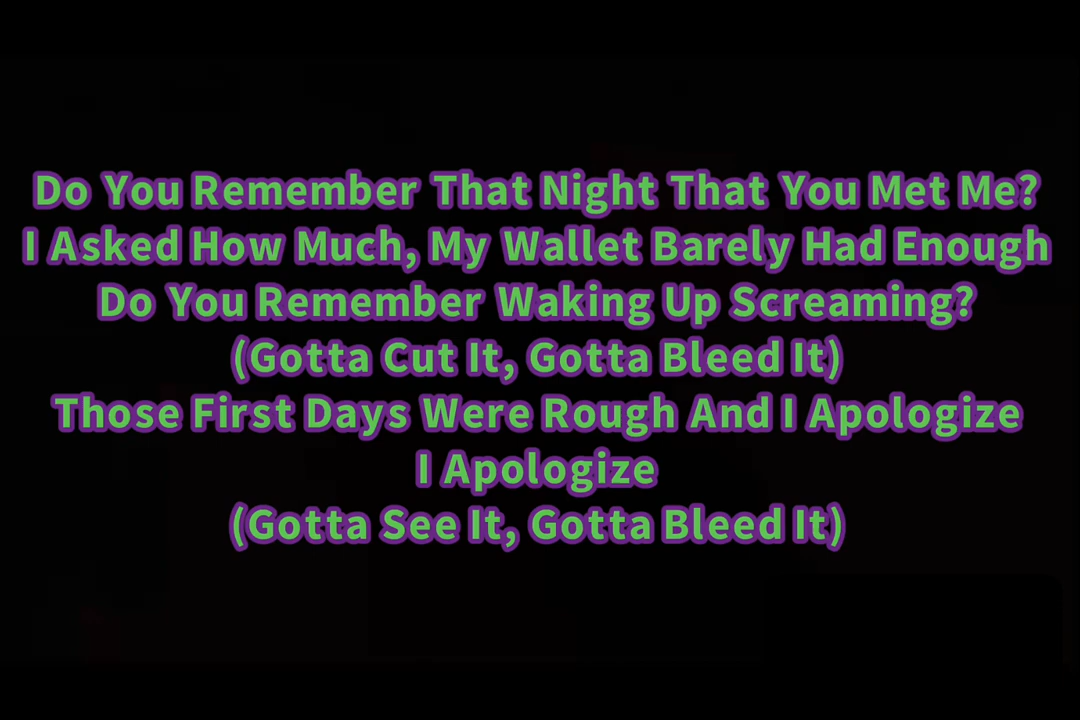 Do You Remember That Night That You Met Me?
I Asked How Much, My Wallet Barely Had Enough
Do You Remember Waking Up Screaming?
(Gotta Cut It, Gotta Bleed It)
Those First Days Were Rough And I Apologize
I Apologize
(Gotta See It, Gotta Bleed It)